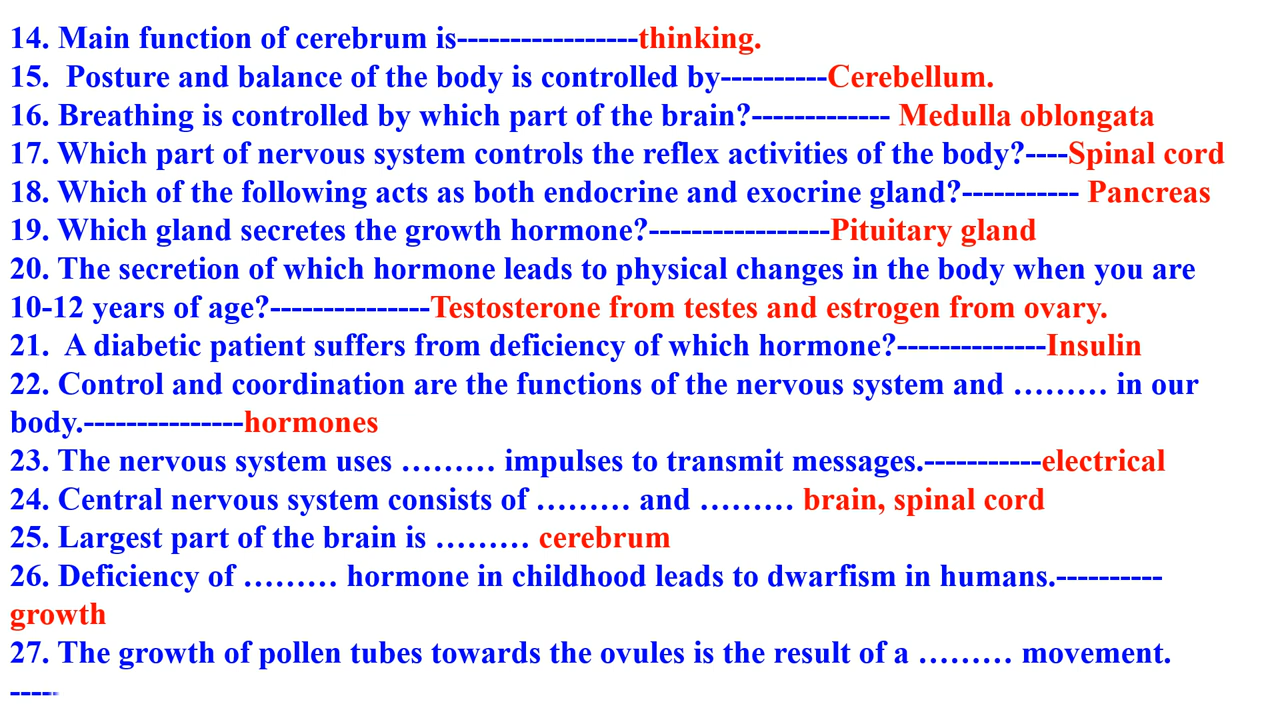 14. Main function of cerebrum is-----------------thinking.
15.  Posture and balance of the body is controlled by----------Cerebellum.
16. Breathing is controlled by which part of the brain?------------- Medulla oblongata
17. Which part of nervous system controls the reflex activities of the body?----Spinal cord
18. Which of the following acts as both endocrine and exocrine gland?----------- Pancreas
19. Which gland secretes the growth hormone?-----------------Pituitary gland
20. The secretion of which hormone leads to physical changes in the body when you are
10-12 years of age?---------------Testosterone from testes and estrogen from ovary.
21.  A diabetic patient suffers from deficiency of which hormone?--------------Insulin
22. Control and coordination are the functions of the nervous system and ……… in our
body.---------------hormones
23. The nervous system uses ……… impulses to transmit messages.-----------electrical
24. Central nervous system consists of ……… and ……… brain, spinal cord
25. Largest part of the brain is ……… cerebrum
26. Deficiency of ……… hormone in childhood leads to dwarfism in humans.----------
growth
27. The growth of pollen tubes towards the ovules is the result of a ……… movement.
-----